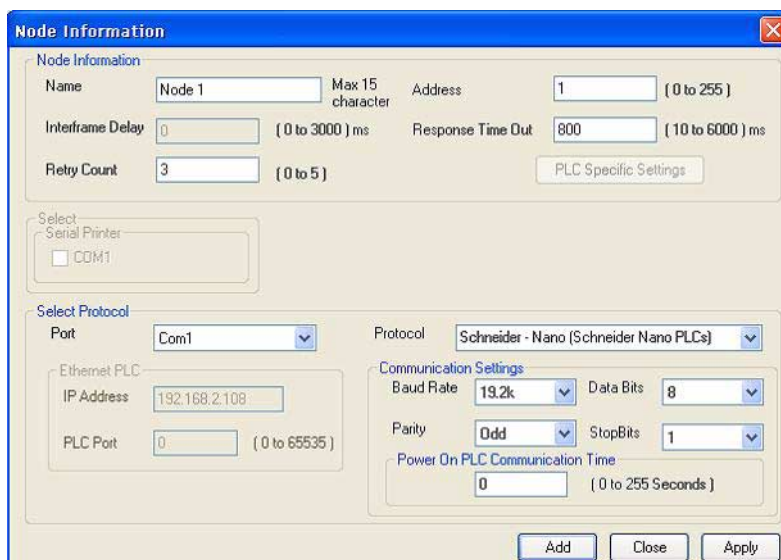 Node Information
Node Information
Name Node 1 Max 15 character Address 1 ( 0 to 255 )
Interframe Delay 0 ( 0 to 3000 ) ms Response Time Out 800 ( 10 to 6000 ) ms
Retry Count 3 ( 0 to 5 ) PLC Specific Settings
Select
Serial Printer
COM1
Select Protocol
Port Com1 Protocol Schneider - Nano (Schneider Nano PLCs)
Ethernet PLC
IP Address 192.168.2.108
PLC Port 0 ( 0 to 65535 )
Communication Settings
Baud Rate 19.2k Data Bits 8
Parity Odd StopBits 1
Power On PLC Communication Time
0 ( 0 to 255 Seconds )
Add Close Apply